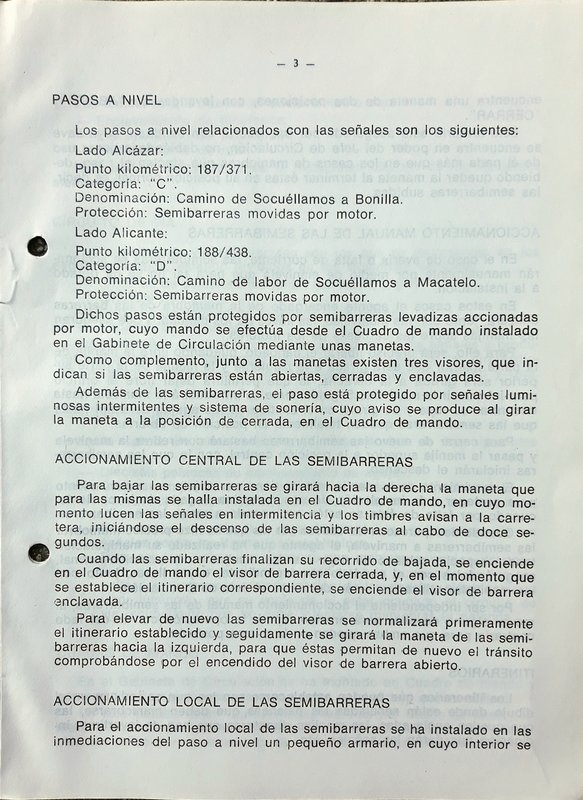 — 3 —
PASOS A NIVEL
Los pasos a nivel relacionados con las señales son los siguientes:
Lado Alcázar:
Punto kilométrico: 187/371.
Categoría: "C".
Denominación: Camino de Socuéllamos a Bonilla.
Protección: Semibarreras movidas por motor.
Lado Alicante:
Punto kilométrico: 188/438.
Categoría: "D".
Denominación: Camino de labor de Socuéllamos a Macatelo.
Protección: Semibarreras movidas por motor.
Dichos pasos están protegidos por semibarreras levadizas accionadas
por motor, cuyo mando se efectúa desde el Cuadro de mando instalado
en el Gabinete de Circulación mediante unas manetas.
Como complemento, junto a las manetas existen tres visores, que in-
dican si las semibarreras están abiertas, cerradas y enclavadas.
Además de las semibarreras, el paso está protegido por señales lumi-
nosas intermitentes y sistema de sonería, cuyo aviso se produce al girar
la maneta a la posición de cerrada, en el Cuadro de mando.
ACCIONAMIENTO CENTRAL DE LAS SEMIBARRERAS
Para bajar las semibarreras se girará hacia la derecha la maneta que
para las mismas se halla instalada en el Cuadro de mando, en cuyo mo-
mento lucen las señales en intermitencia y los timbres avisan a la carre-
tera, iniciándose el descenso de las semibarreras al cabo de doce se-
gundos.
Cuando las semibarreras finalizan su recorrido de bajada, se enciende
en el Cuadro de mando el visor de barrera cerrada, y, en el momento que
se establece el itinerario correspondiente, se enciende el visor de barrera
enclavada.
Para elevar de nuevo las semibarreras se normalizará primeramente
el itinerario establecido y seguidamente se girará la maneta de las semi-
barreras hacia la izquierda, para que éstas permitan de nuevo el tránsito
comprobándose por el encendido del visor de barrera abierto.
ACCIONAMIENTO LOCAL DE LAS SEMIBARRERAS
Para el accionamiento local de las semibarreras se ha instalado en las
inmediaciones del paso a nivel un pequeño armario, en cuyo interior se